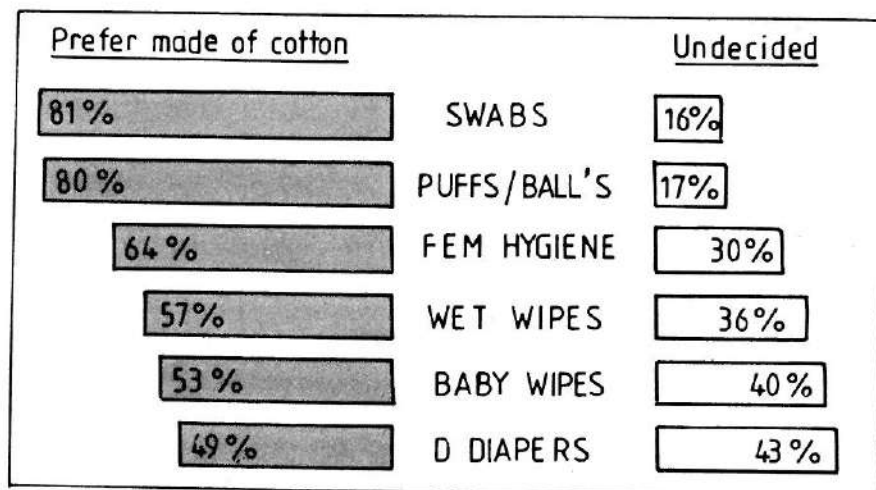 Prefer made of cotton Undecided
81% SWABS 16%
80% PUFFS/BALL'S 17%
64% FEM HYGIENE 30%
57% WET WIPES 36%
53% BABY WIPES 40%
49% D DIAPERS 43%